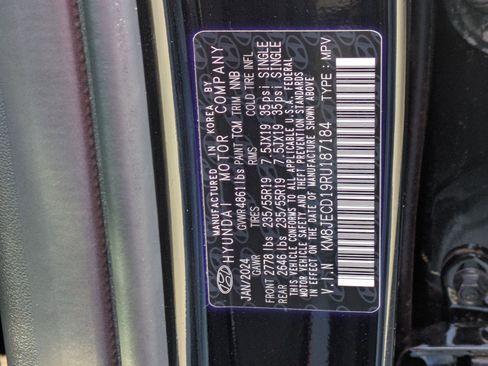 MANUFACTURED IN KOREA BY
HYUNDAI MOTOR COMPANY
JAN/2024 GVWR 4861 lbs PAINT TCM TRIM NNB
GAWR TIRES RIMS COLD TIRE INFL
FRONT 2778 lbs 235/55R19 7.5JX19 35psi SINGLE
REAR 2646 lbs 235/55R19 7.5JX19 35psi SINGLE
THIS VEHICLE CONFORMS TO ALL APPLICABLE U.S.A. FEDERAL
MOTOR VEHICLE SAFETY AND THEFT PREVENTION STANDARDS
IN EFFECT ON THE DATE OF MANUFACTURE SHOWN ABOVE
V.I.N KM8JECD19RU187184 TYPE : MPV